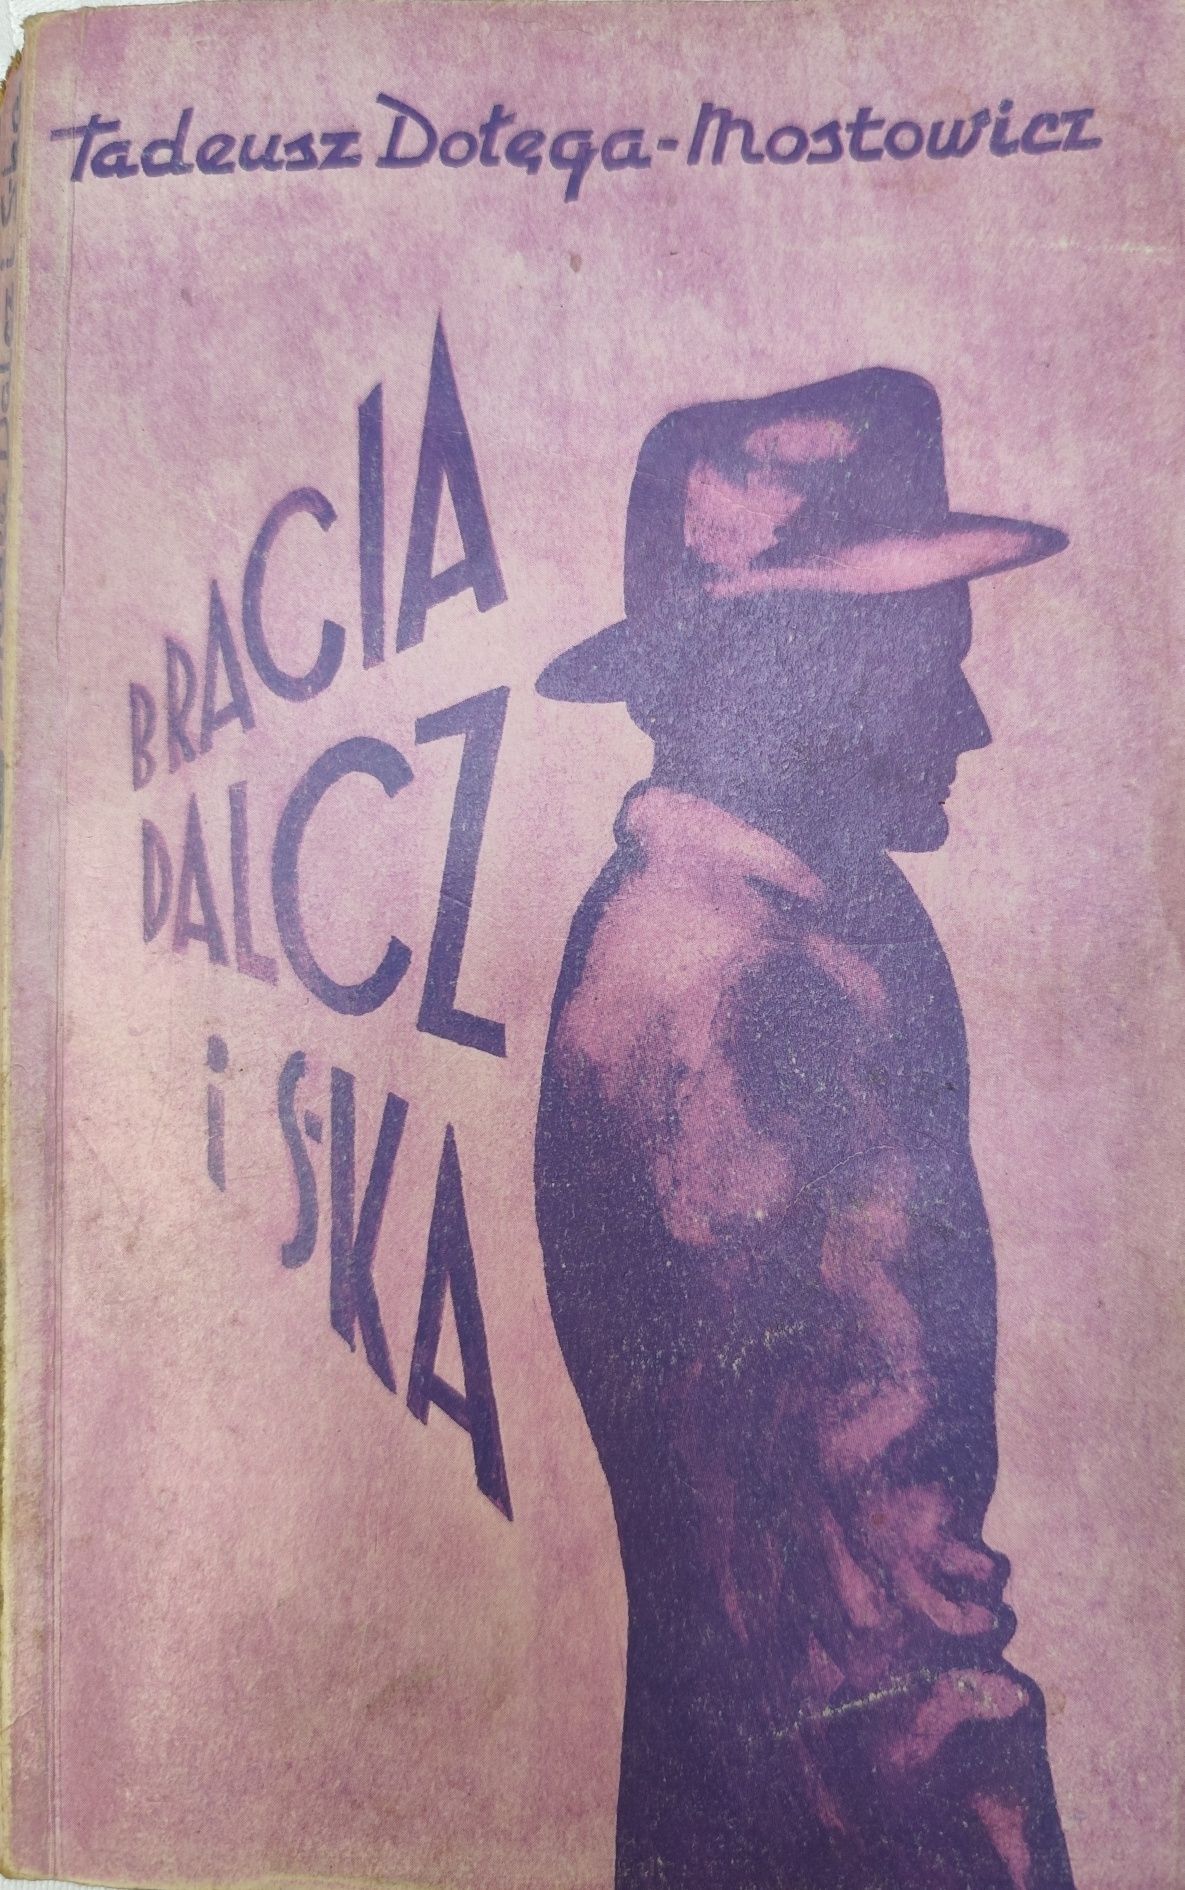 Tadeusz Dołęga-Mostowicz
BRACIA
DALCZ
i S-KA